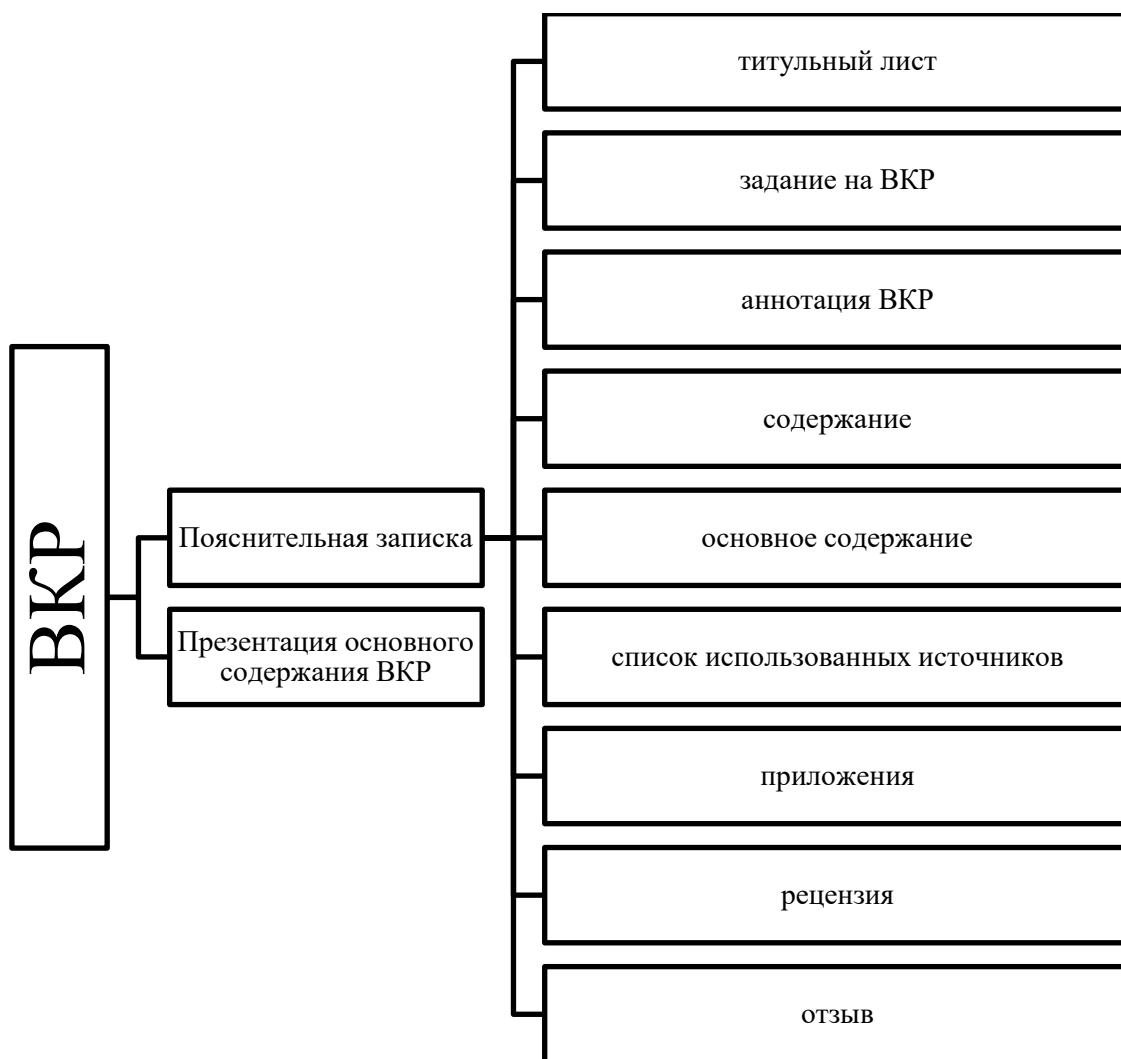 ВКР
Пояснительная записка
Презентация основного
содержания ВКР
титульный лист
задание на ВКР
аннотация ВКР
содержание
основное содержание
список использованных источников
приложения
рецензия
отзыв